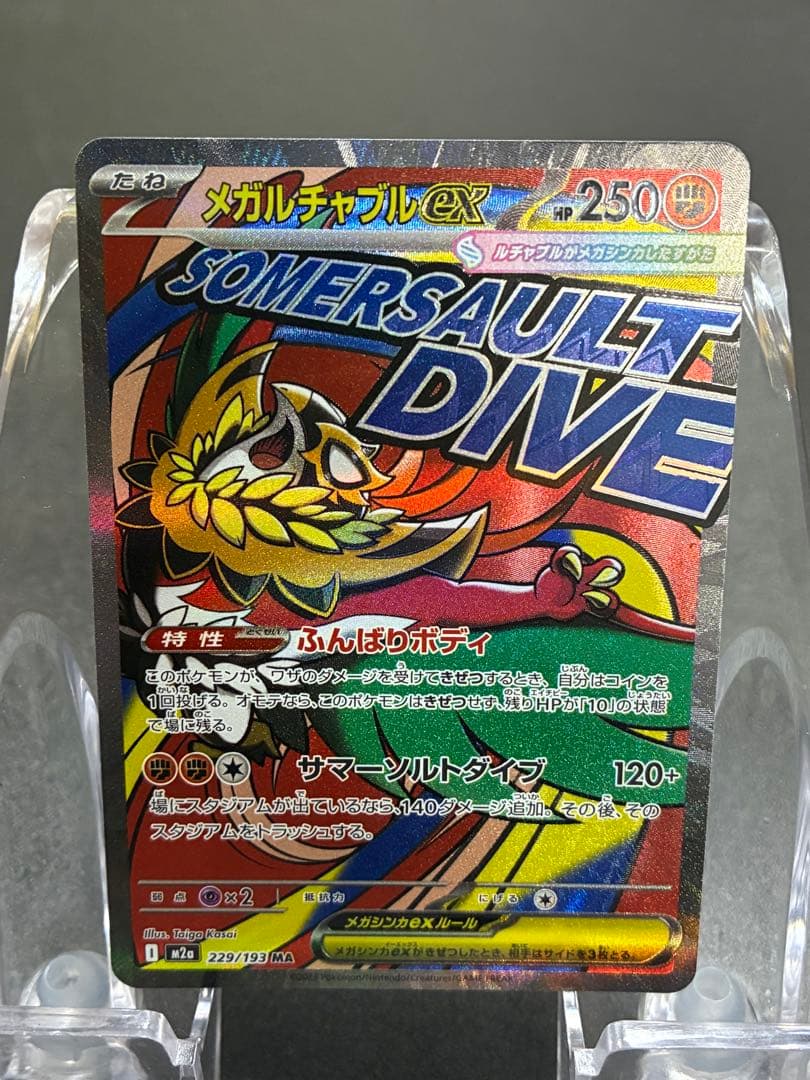 たね
メガルチャブルex
HP 250
ルチャブルがメガシンカしたすがた
SOMERSAULT
DIVE
特性 とくせい ふんばりボディ
このポケモンが、ワザのダメージを受けてきぜつするとき、自分はコインを
1回投げる。オモテなら、このポケモンはきぜつせず、残りHPが「10」の状態
で場に残る。
サマーソルトダイブ 120+
場にスタジアムが出ているなら、140ダメージ追加。その後、その
スタジアムをトラッシュする。
弱点 ×2 抵抗力 にげる
Illus. Taiga Kasai
メガシンカexルール
I M2a 229/193 MA
メガシンカexがきぜつしたとき、相手はサイドを3枚とる。
Pokémon/Nintendo/Creatures/GAME FREAK